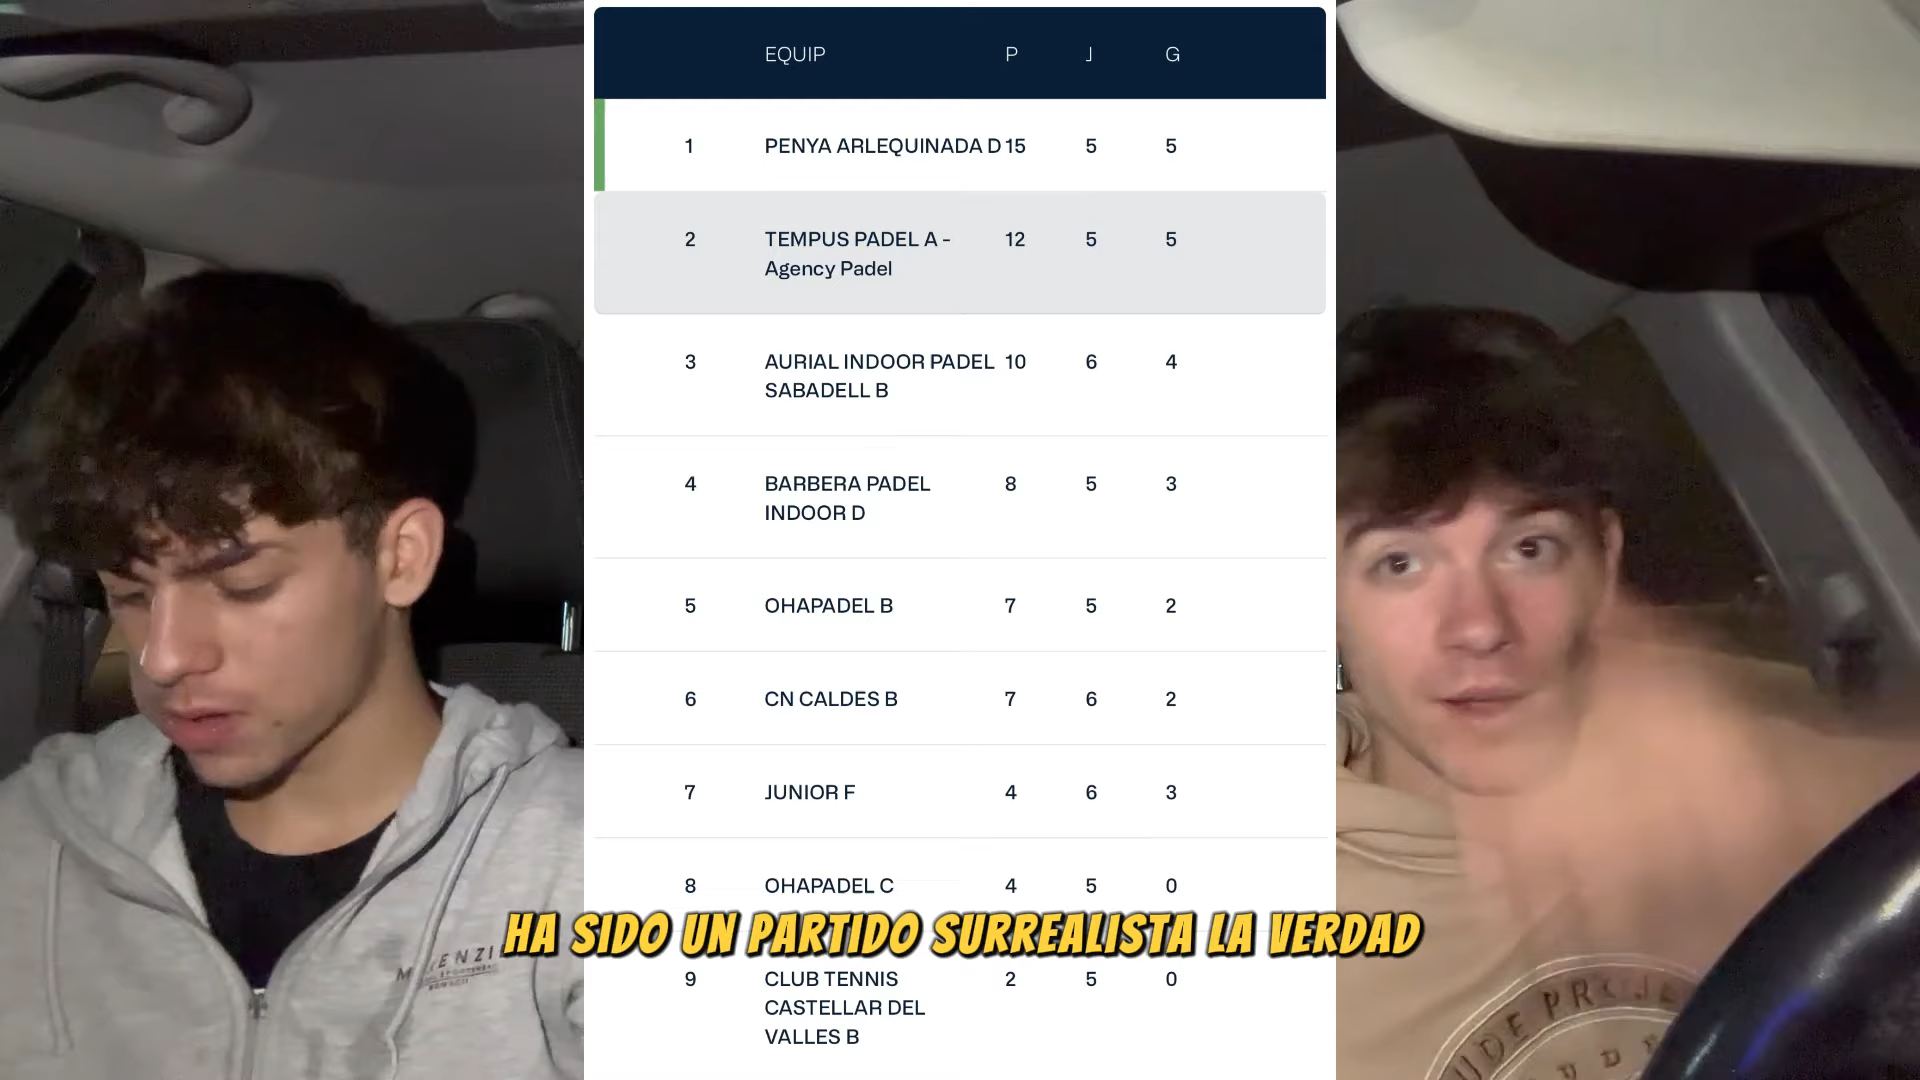 EQUIP P J G
1 PENYA ARLEQUINADA D 15 5 5
2 TEMPUS PADEL A - 12 5 5
Agency Padel
3 AURIAL INDOOR PADEL 10 6 4
SABADELL B
4 BARBERA PADEL 8 5 3
INDOOR D
5 OHAPADEL B 7 5 2
6 CN CALDES B 7 6 2
7 JUNIOR F 4 6 3
8 OHAPADEL C 4 5 0
HA SIDO UN PARTIDO SURREALISTA LA VERDAD
9 CLUB TENNIS 2 5 0
CASTELLAR DEL
VALLES B